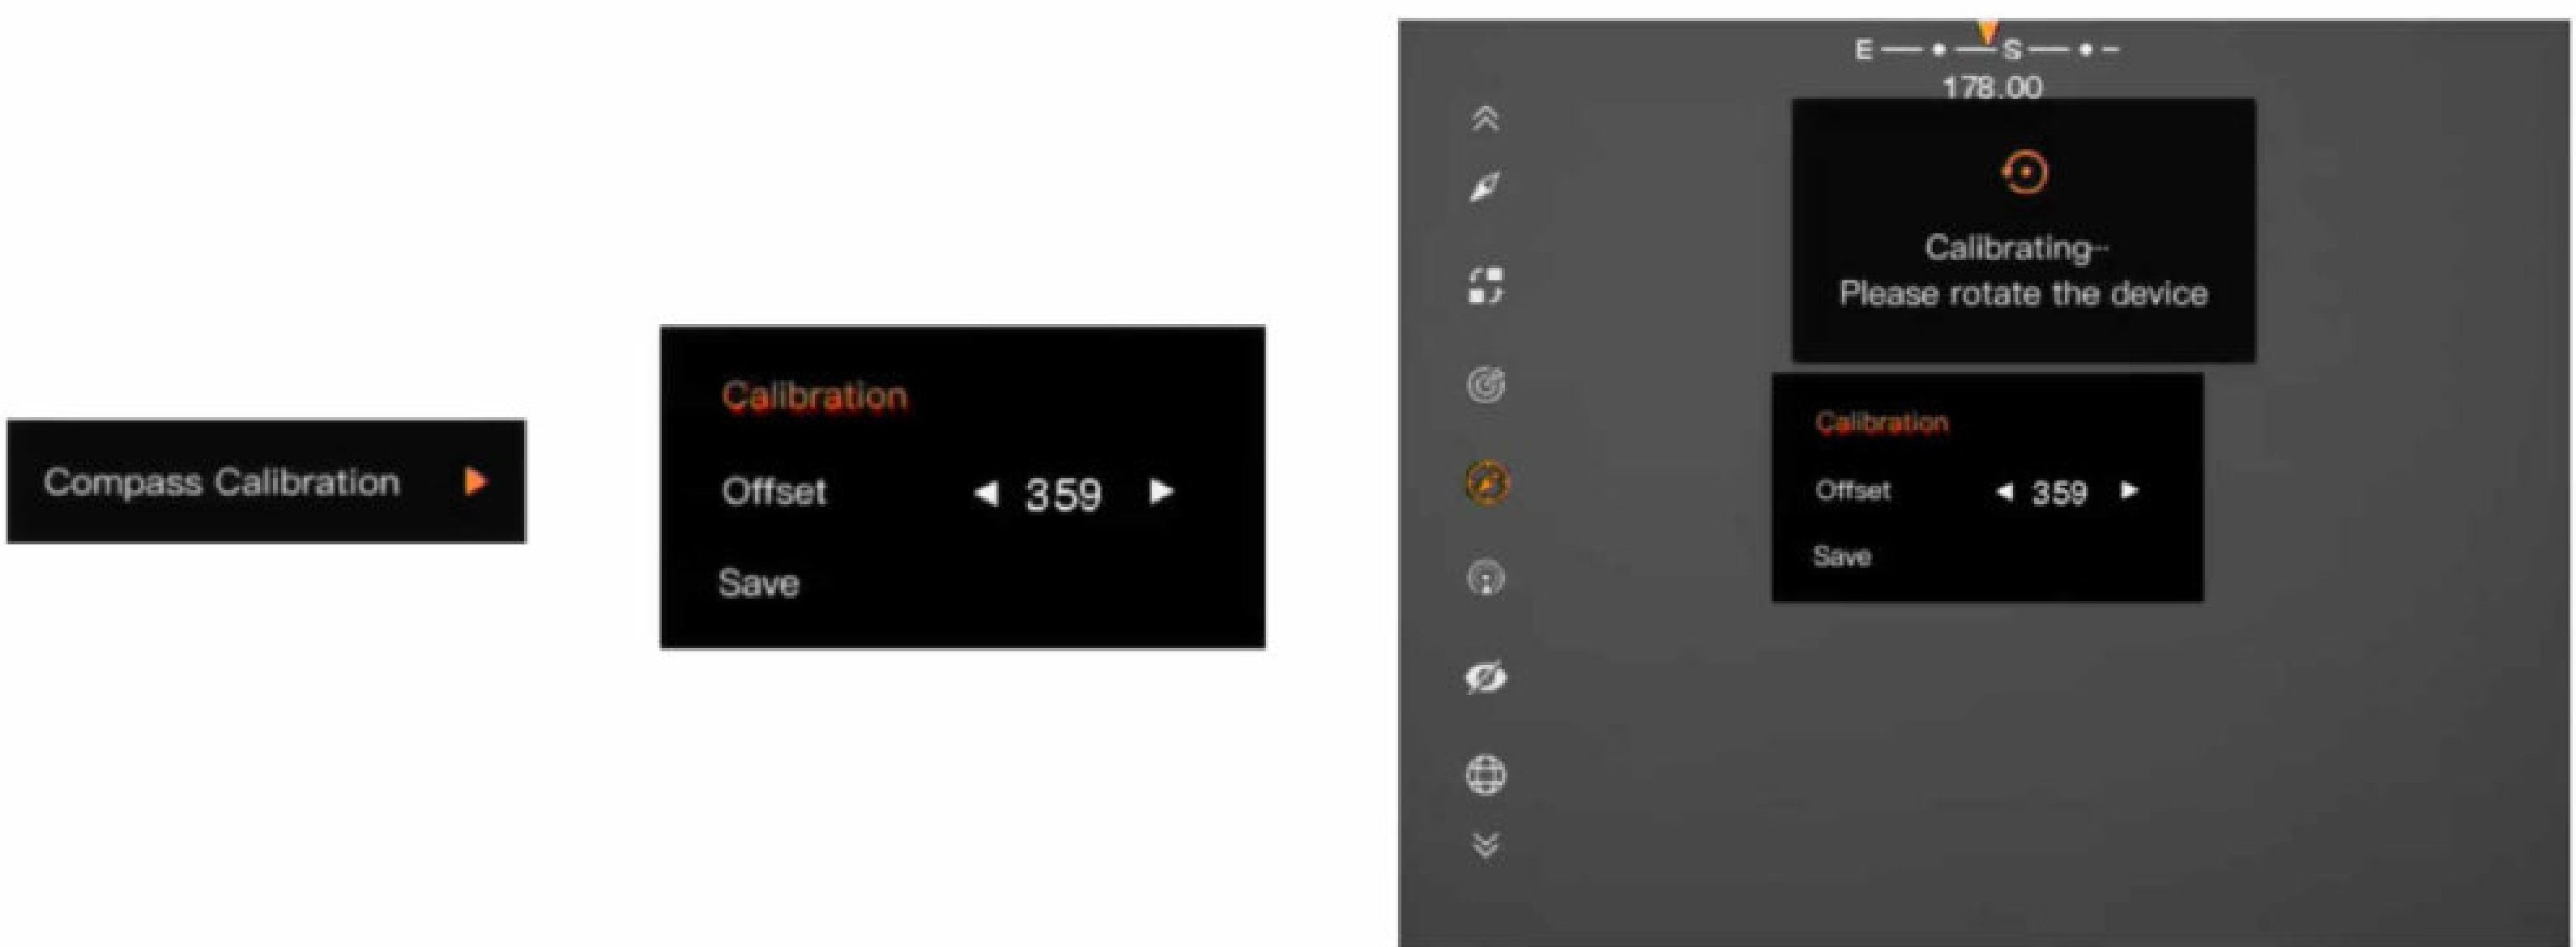 Compass Calibration
Calibration
Offset 359
Save
E S
178.00
Calibrating···
Please rotate the device
Calibration
Offset 359
Save